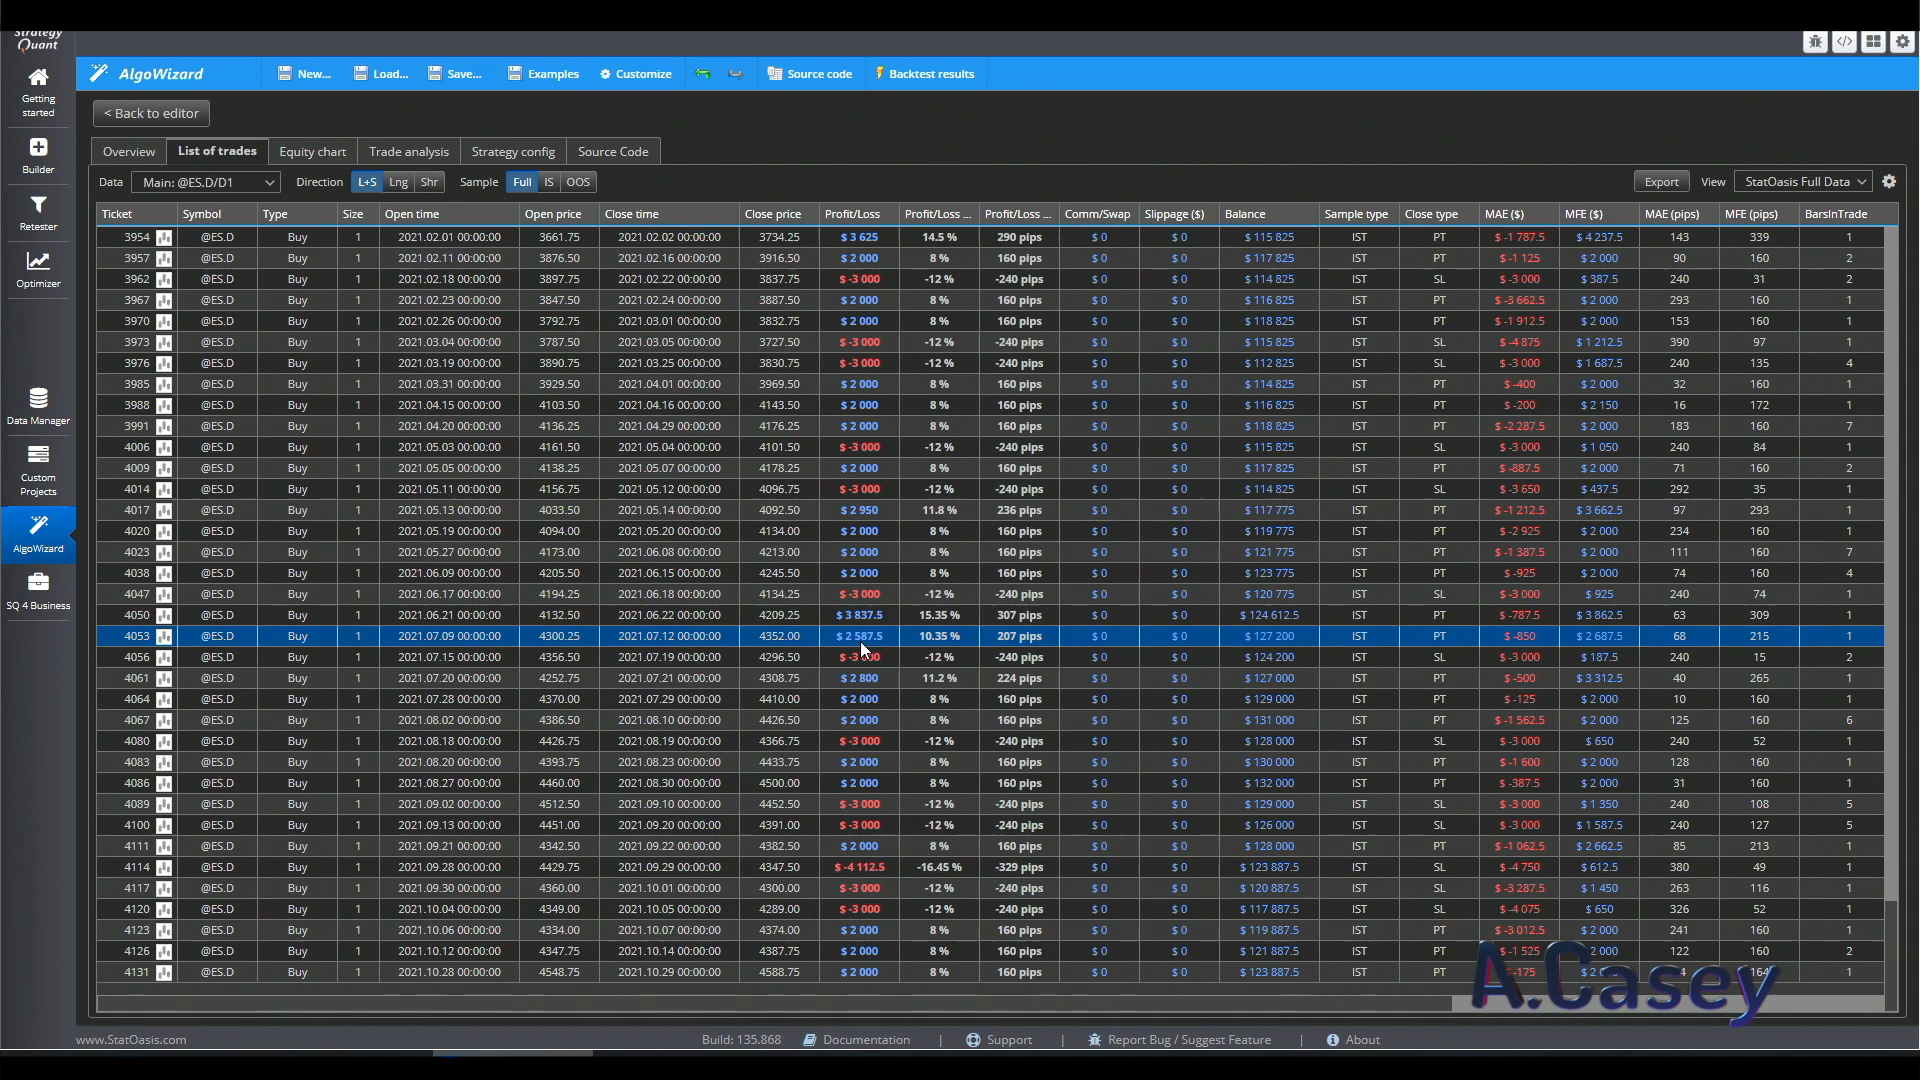 Strategy
Quant
AlgoWizard New... Load... Save... Examples Customize Source code Backtest results
Getting
started
Builder
Retester
Optimizer
Data Manager
Custom
Projects
AlgoWizard
SQ 4 Business
< Back to editor
Overview List of trades Equity chart Trade analysis Strategy config Source Code
Data Main: @ES.D/D1 Direction L+S Lng Shr Sample Full IS OOS Export View StatOasis Full Data
Ticket Symbol Type Size Open time Open price Close time Close price Profit/Loss Profit/Loss ... Profit/Loss ... Comm/Swap Slippage ($) Balance Sample type Close type MAE ($) MFE ($) MAE (pips) MFE (pips) BarsInTrade
3954 @ES.D Buy 1 2021.02.01 00:00:00 3661.75 2021.02.02 00:00:00 3734.25 $ 3 625 14.5 % 290 pips $ 0 $ 0 $ 115 825 IST PT $ -1 787.5 $ 4 237.5 143 339 1
3957 @ES.D Buy 1 2021.02.11 00:00:00 3876.50 2021.02.16 00:00:00 3916.50 $ 2 000 8 % 160 pips $ 0 $ 0 $ 117 825 IST PT $ -1 125 $ 2 000 90 160 2
3962 @ES.D Buy 1 2021.02.18 00:00:00 3897.75 2021.02.22 00:00:00 3837.75 $ -3 000 -12 % -240 pips $ 0 $ 0 $ 114 825 IST SL $ -3 000 $ 387.5 240 31 2
3967 @ES.D Buy 1 2021.02.23 00:00:00 3847.50 2021.02.24 00:00:00 3887.50 $ 2 000 8 % 160 pips $ 0 $ 0 $ 116 825 IST PT $ -3 662.5 $ 2 000 293 160 1
3970 @ES.D Buy 1 2021.02.26 00:00:00 3792.75 2021.03.01 00:00:00 3832.75 $ 2 000 8 % 160 pips $ 0 $ 0 $ 118 825 IST PT $ -1 912.5 $ 2 000 153 160 1
3973 @ES.D Buy 1 2021.03.04 00:00:00 3787.50 2021.03.05 00:00:00 3727.50 $ -3 000 -12 % -240 pips $ 0 $ 0 $ 115 825 IST SL $ -4 875 $ 1 212.5 390 97 1
3976 @ES.D Buy 1 2021.03.19 00:00:00 3890.75 2021.03.25 00:00:00 3830.75 $ -3 000 -12 % -240 pips $ 0 $ 0 $ 112 825 IST SL $ -3 000 $ 1 687.5 240 135 4
3985 @ES.D Buy 1 2021.03.31 00:00:00 3929.50 2021.04.01 00:00:00 3969.50 $ 2 000 8 % 160 pips $ 0 $ 0 $ 114 825 IST PT $ -400 $ 2 000 32 160 1
3988 @ES.D Buy 1 2021.04.15 00:00:00 4103.50 2021.04.16 00:00:00 4143.50 $ 2 000 8 % 160 pips $ 0 $ 0 $ 116 825 IST PT $ -200 $ 2 150 16 172 1
3991 @ES.D Buy 1 2021.04.20 00:00:00 4136.25 2021.04.29 00:00:00 4176.25 $ 2 000 8 % 160 pips $ 0 $ 0 $ 118 825 IST PT $ -2 287.5 $ 2 000 183 160 7
4006 @ES.D Buy 1 2021.05.03 00:00:00 4161.50 2021.05.04 00:00:00 4101.50 $ -3 000 -12 % -240 pips $ 0 $ 0 $ 115 825 IST SL $ -3 000 $ 1 050 240 84 1
4009 @ES.D Buy 1 2021.05.05 00:00:00 4138.25 2021.05.07 00:00:00 4178.25 $ 2 000 8 % 160 pips $ 0 $ 0 $ 117 825 IST PT $ -887.5 $ 2 000 71 160 2
4014 @ES.D Buy 1 2021.05.11 00:00:00 4156.75 2021.05.12 00:00:00 4096.75 $ -3 000 -12 % -240 pips $ 0 $ 0 $ 114 825 IST SL $ -3 650 $ 437.5 292 35 1
4017 @ES.D Buy 1 2021.05.13 00:00:00 4033.50 2021.05.14 00:00:00 4092.50 $ 2 950 11.8 % 236 pips $ 0 $ 0 $ 117 775 IST PT $ -1 212.5 $ 3 662.5 97 293 1
4020 @ES.D Buy 1 2021.05.19 00:00:00 4094.00 2021.05.20 00:00:00 4134.00 $ 2 000 8 % 160 pips $ 0 $ 0 $ 119 775 IST PT $ -2 925 $ 2 000 234 160 1
4023 @ES.D Buy 1 2021.05.27 00:00:00 4173.00 2021.06.08 00:00:00 4213.00 $ 2 000 8 % 160 pips $ 0 $ 0 $ 121 775 IST PT $ -1 387.5 $ 2 000 111 160 7
4038 @ES.D Buy 1 2021.06.09 00:00:00 4205.50 2021.06.15 00:00:00 4245.50 $ 2 000 8 % 160 pips $ 0 $ 0 $ 123 775 IST PT $ -925 $ 2 000 74 160 4
4047 @ES.D Buy 1 2021.06.17 00:00:00 4194.25 2021.06.18 00:00:00 4134.25 $ -3 000 -12 % -240 pips $ 0 $ 0 $ 120 775 IST SL $ -3 000 $ 925 240 74 1
4050 @ES.D Buy 1 2021.06.21 00:00:00 4132.50 2021.06.22 00:00:00 4209.25 $ 3 837.5 15.35 % 307 pips $ 0 $ 0 $ 124 612.5 IST PT $ -787.5 $ 3 862.5 63 309 1
4053 @ES.D Buy 1 2021.07.09 00:00:00 4300.25 2021.07.12 00:00:00 4352.00 $ 2 587.5 10.35 % 207 pips $ 0 $ 0 $ 127 200 IST PT $ -850 $ 2 687.5 68 215 1
4056 @ES.D Buy 1 2021.07.15 00:00:00 4356.50 2021.07.19 00:00:00 4296.50 $ -3 000 -12 % -240 pips $ 0 $ 0 $ 124 200 IST SL $ -3 000 $ 187.5 240 15 2
4061 @ES.D Buy 1 2021.07.20 00:00:00 4252.75 2021.07.21 00:00:00 4308.75 $ 2 800 11.2 % 224 pips $ 0 $ 0 $ 127 000 IST PT $ -500 $ 3 312.5 40 265 1
4064 @ES.D Buy 1 2021.07.28 00:00:00 4370.00 2021.07.29 00:00:00 4410.00 $ 2 000 8 % 160 pips $ 0 $ 0 $ 129 000 IST PT $ -125 $ 2 000 10 160 1
4067 @ES.D Buy 1 2021.08.02 00:00:00 4386.50 2021.08.10 00:00:00 4426.50 $ 2 000 8 % 160 pips $ 0 $ 0 $ 131 000 IST PT $ -1 562.5 $ 2 000 125 160 6
4080 @ES.D Buy 1 2021.08.18 00:00:00 4426.75 2021.08.19 00:00:00 4366.75 $ -3 000 -12 % -240 pips $ 0 $ 0 $ 128 000 IST SL $ -3 000 $ 650 240 52 1
4083 @ES.D Buy 1 2021.08.20 00:00:00 4393.75 2021.08.23 00:00:00 4433.75 $ 2 000 8 % 160 pips $ 0 $ 0 $ 130 000 IST PT $ -1 600 $ 2 000 128 160 1
4086 @ES.D Buy 1 2021.08.27 00:00:00 4460.00 2021.08.30 00:00:00 4500.00 $ 2 000 8 % 160 pips $ 0 $ 0 $ 132 000 IST PT $ -387.5 $ 2 000 31 160 1
4089 @ES.D Buy 1 2021.09.02 00:00:00 4512.50 2021.09.10 00:00:00 4452.50 $ -3 000 -12 % -240 pips $ 0 $ 0 $ 129 000 IST SL $ -3 000 $ 1 350 240 108 5
4100 @ES.D Buy 1 2021.09.13 00:00:00 4451.00 2021.09.20 00:00:00 4391.00 $ -3 000 -12 % -240 pips $ 0 $ 0 $ 126 000 IST SL $ -3 000 $ 1 587.5 240 127 5
4111 @ES.D Buy 1 2021.09.21 00:00:00 4342.50 2021.09.22 00:00:00 4382.50 $ 2 000 8 % 160 pips $ 0 $ 0 $ 128 000 IST PT $ -1 062.5 $ 2 662.5 85 213 1
4114 @ES.D Buy 1 2021.09.28 00:00:00 4429.75 2021.09.29 00:00:00 4347.50 $ -4 112.5 -16.45 % -329 pips $ 0 $ 0 $ 123 887.5 IST SL $ -4 750 $ 612.5 380 49 1
4117 @ES.D Buy 1 2021.09.30 00:00:00 4360.00 2021.10.01 00:00:00 4300.00 $ -3 000 -12 % -240 pips $ 0 $ 0 $ 120 887.5 IST SL $ -3 287.5 $ 1 450 263 116 1
4120 @ES.D Buy 1 2021.10.04 00:00:00 4349.00 2021.10.05 00:00:00 4289.00 $ -3 000 -12 % -240 pips $ 0 $ 0 $ 117 887.5 IST SL $ -4 075 $ 650 326 52 1
4123 @ES.D Buy 1 2021.10.06 00:00:00 4334.00 2021.10.07 00:00:00 4374.00 $ 2 000 8 % 160 pips $ 0 $ 0 $ 119 887.5 IST PT $ -3 012.5 $ 2 000 241 160 1
4126 @ES.D Buy 1 2021.10.12 00:00:00 4347.75 2021.10.14 00:00:00 4387.75 $ 2 000 8 % 160 pips $ 0 $ 0 $ 121 887.5 IST PT $ -1 525 2 000 122 160 2
4131 @ES.D Buy 1 2021.10.28 00:00:00 4548.75 2021.10.29 00:00:00 4588.75 $ 2 000 8 % 160 pips $ 0 $ 0 $ 123 887.5 IST PT -175 164 1
A.Casey
www.StatOasis.com Build: 135.868 Documentation | Support | Report Bug / Suggest Feature | About